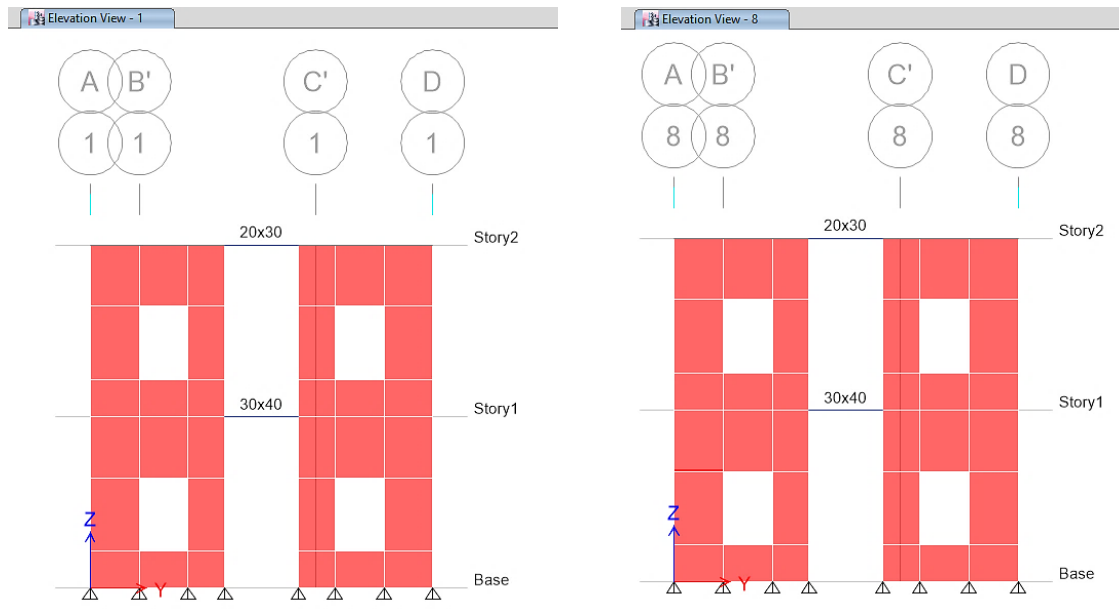 Elevation View - 1
A B' C' D
1 1 1 1
20x30
Story2
30x40
Story1
Z
Y
Base
Elevation View - 8
A B' C' D
8 8 8 8
20x30
Story2
30x40
Story1
Z
Y
Base